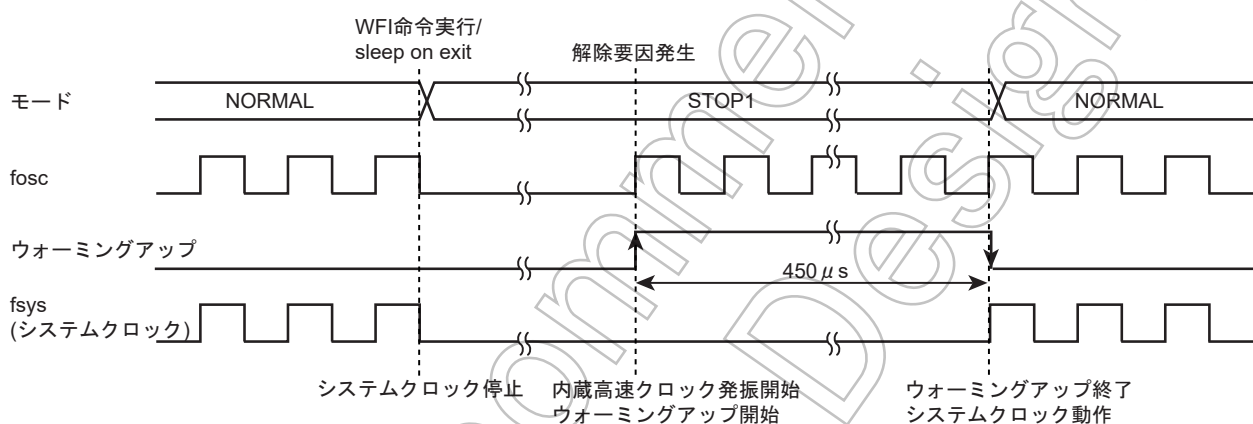 WFI命令実行/
sleep on exit
解除要因発生
モード
NORMAL
STOP1
NORMAL
fosc
ウォーミングアップ
450μs
fsys
(システムクロック)
システムクロック停止
内蔵高速クロック発振開始
ウォーミングアップ開始
ウォーミングアップ終了
システムクロック動作